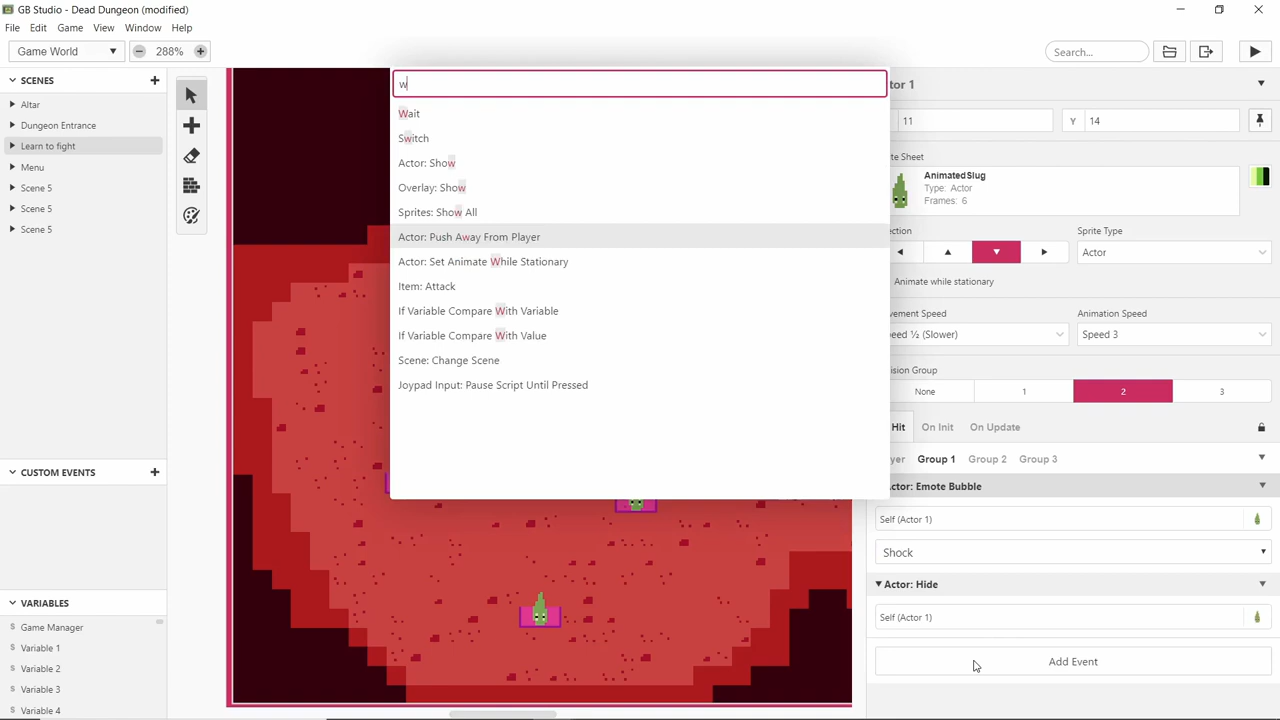 GB Studio - Dead Dungeon (modified)
File Edit Game View Window Help
Game World 288% Search...
SCENES
Altar
Dungeon Entrance
Learn to fight
Menu
Scene 5
Scene 5
Scene 5
CUSTOM EVENTS
VARIABLES
S Game Manager
S Variable 1
S Variable 2
S Variable 3
S Variable 4
w
Wait
Switch
Actor: Show
Overlay: Show
Sprites: Show All
Actor: Push Away From Player
Actor: Set Animate While Stationary
Item: Attack
If Variable Compare With Variable
If Variable Compare With Value
Scene: Change Scene
Joypad Input: Pause Script Until Pressed
tor 1
11 Y 14
te Sheet
AnimatedSlug
Type: Actor
Frames: 6
ection Sprite Type
Actor
Animate while stationary
vement Speed Animation Speed
eed ½ (Slower) Speed 3
ision Group
None 1 2 3
Hit On Init On Update
yer Group 1 Group 2 Group 3
Actor: Emote Bubble
Self (Actor 1)
Shock
Actor: Hide
Self (Actor 1)
Add Event